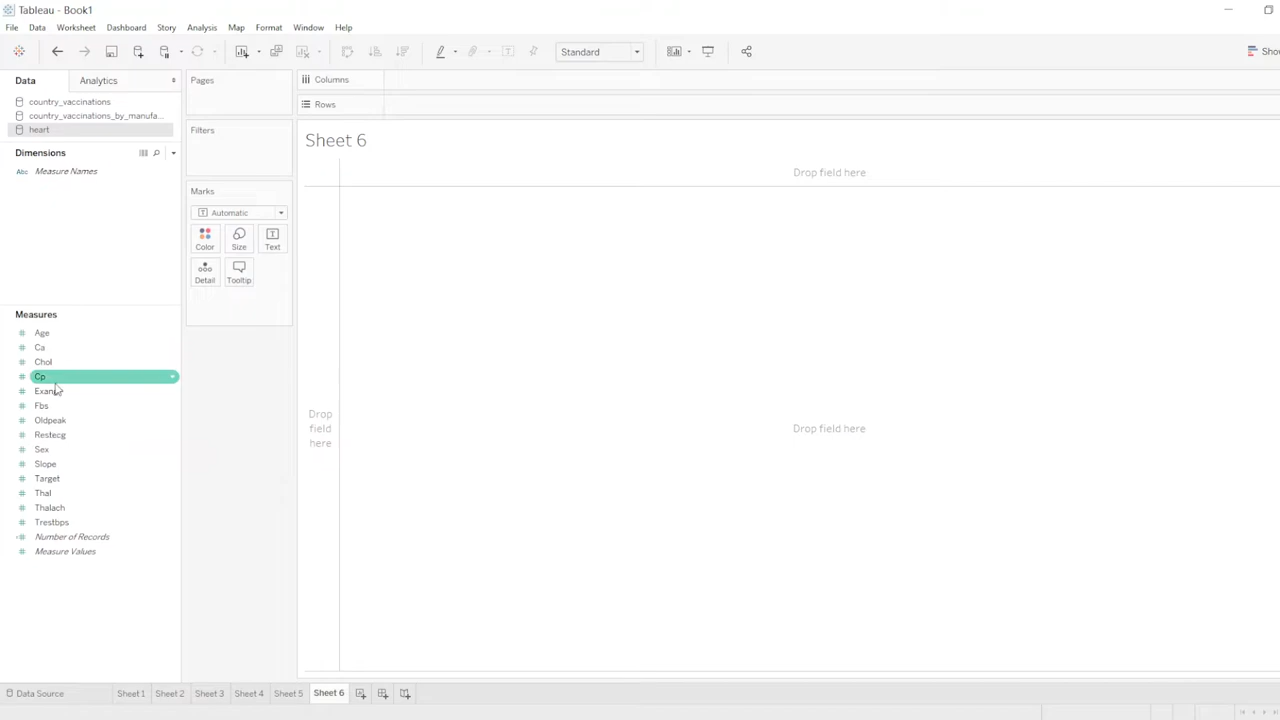 Tableau - Book1
File Data Worksheet Dashboard Story Analysis Map Format Window Help
Standard
Data Analytics
country_vaccinations
country_vaccinations_by_manufa...
heart
Dimensions
Abc Measure Names
Measures
Age
Ca
Chol
Cp
Exang
Fbs
Oldpeak
Restecg
Sex
Slope
Target
Thal
Thalach
Trestbps
Number of Records
Measure Values
Pages
Filters
Marks
Automatic
Color Size Text
Detail Tooltip
Columns
Rows
Sheet 6
Drop field here
Drop
field
here
Drop field here
Data Source Sheet 1 Sheet 2 Sheet 3 Sheet 4 Sheet 5 Sheet 6